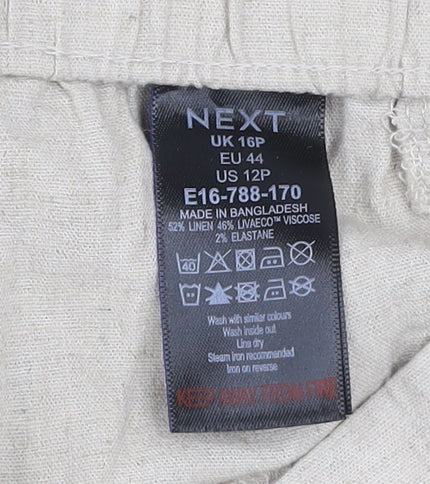 NEXT
UK 16P
EU 44
US 12P
E16-788-170
MADE IN BANGLADESH
52% LINEN 46% LIVAECO™ VISCOSE
2% ELASTANE
40
Wash with similar colours
Wash inside out
Line dry
Steam iron recommended
Iron on reverse
KEEP AWAY FROM FIRE